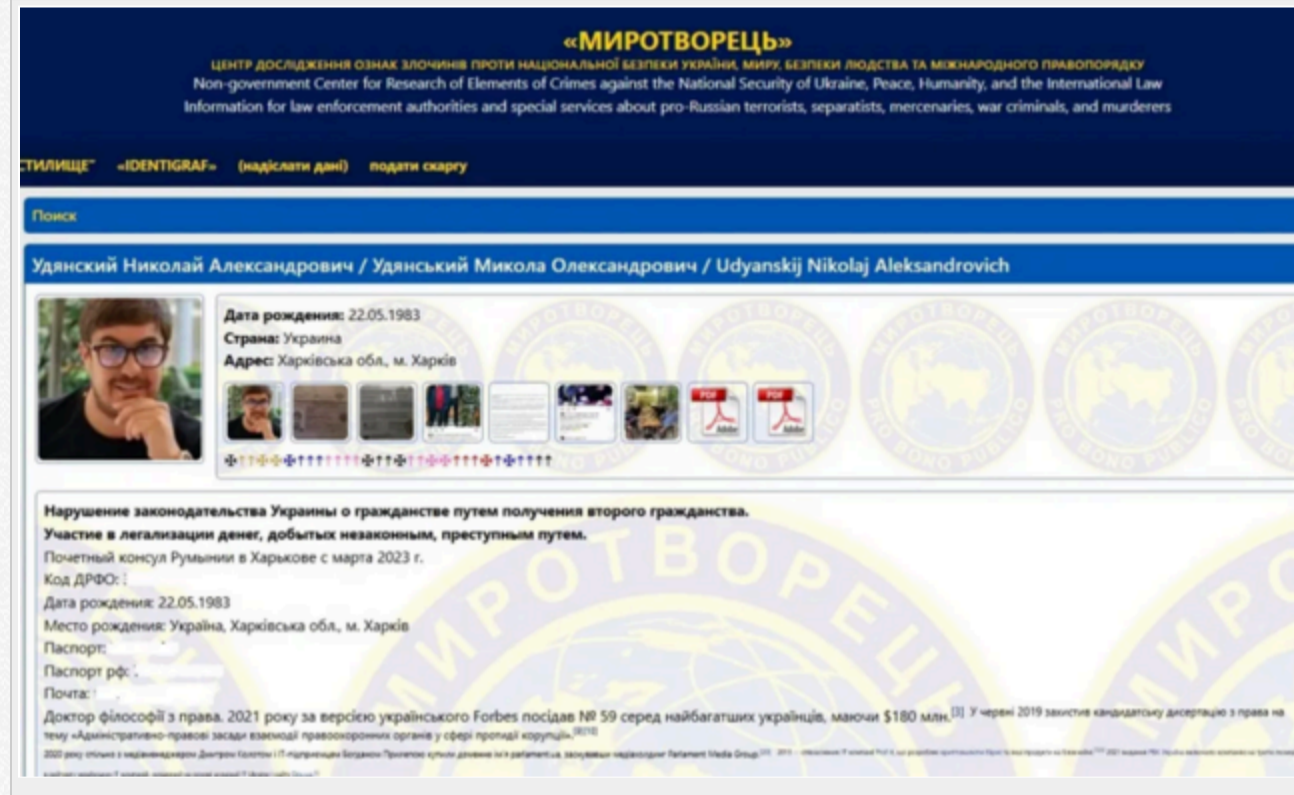 «МИРОТВОРЕЦЬ»
ЦЕНТР ДОСЛІДЖЕННЯ ОЗНАК ЗЛОЧИНІВ ПРОТИ НАЦІОНАЛЬНОЇ БЕЗПЕКИ УКРАЇНИ, МИРУ, БЕЗПЕКИ ЛЮДСТВА ТА МІЖНАРОДНОГО ПРАВОПОРЯДКУ
Non-government Center for Research of Elements of Crimes against the National Security of Ukraine, Peace, Humanity, and the International Law
Information for law enforcement authorities and special services about pro-Russian terrorists, separatists, mercenaries, war criminals, and murderers
СТИЛИЩЕ" «IDENTIGRAF» (надіслати дані) подати скаргу
Поиск
Удянский Николай Александрович / Удянський Микола Олександрович / Udyanskij Nikolaj Aleksandrovich
Дата рождения: 22.05.1983
Страна: Украина
Адрес: Харківська обл., м. Харків
Нарушение законодательства Украины о гражданстве путем получения второго гражданства.
Участие в легализации денег, добытых незаконным, преступным путем.
Почетный консул Румынии в Харькове с марта 2023 г.
Код ДРФО:
Дата рождения: 22.05.1983
Место рождения: Україна, Харківська обл., м. Харків
Паспорт:
Паспорт рф:
Почта:
Доктор філософії з права. 2021 року за версією українського Forbes посідав № 59 серед найбагатших українців, маючи $180 млн.[3] У червні 2019 захистив кандидатську дисертацію з права на
тему «Адміністративно-правові засади взаємодії правоохоронних органів у сфері протидії корупції».[9][10]